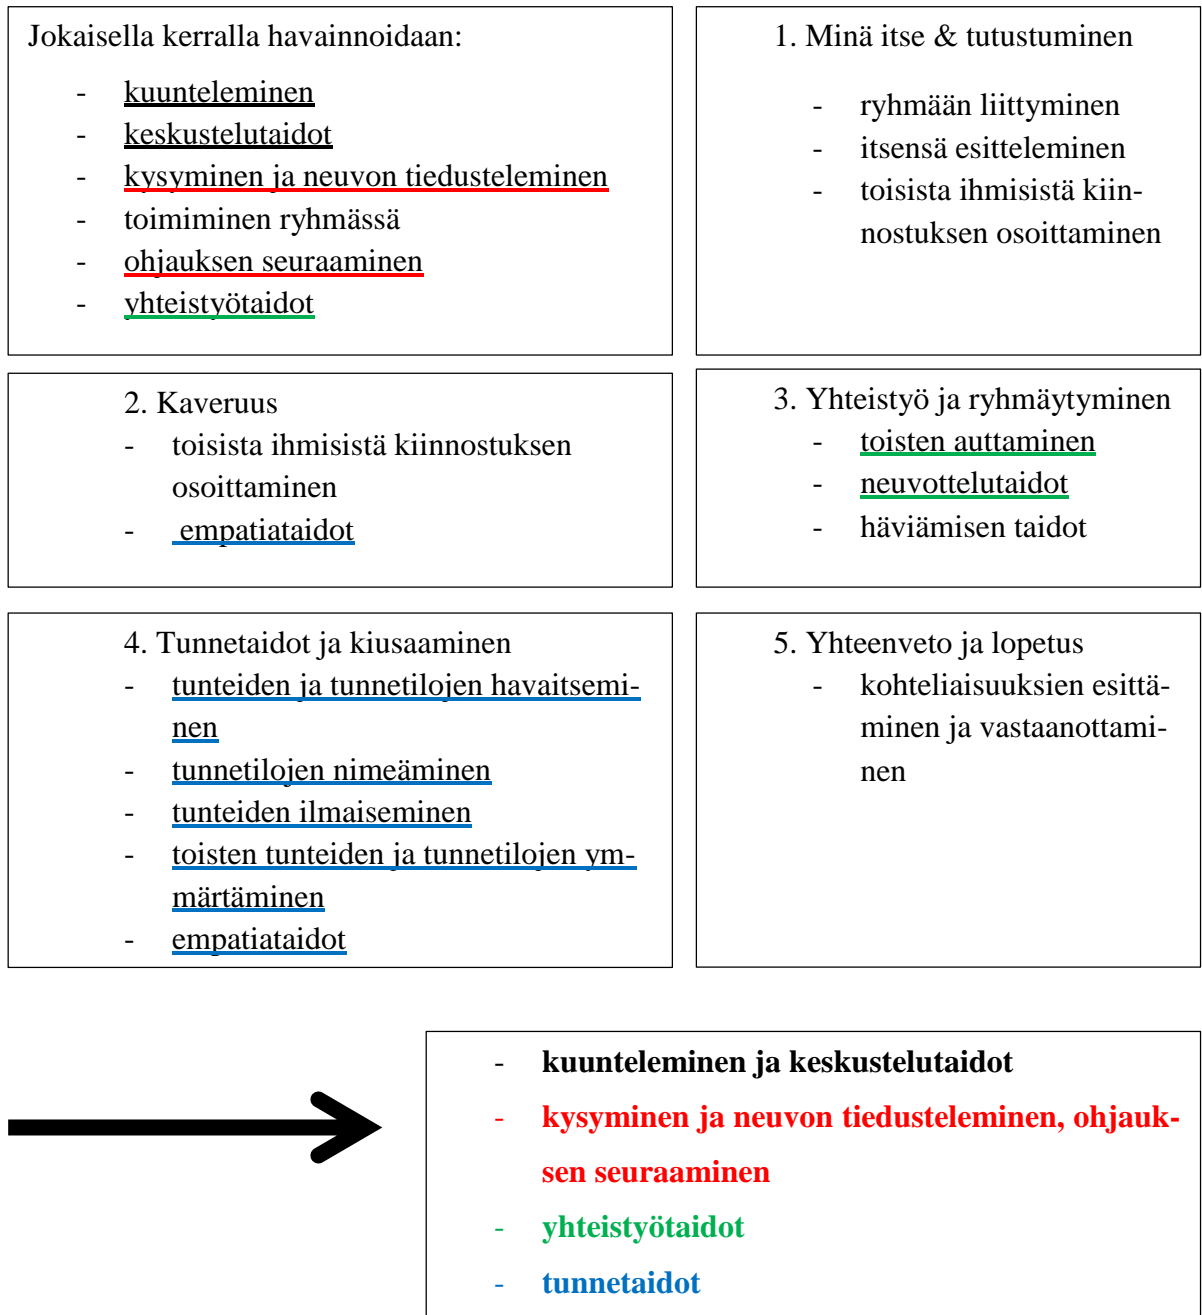 Jokaisella kerralla havainnoidaan:
- kuunteleminen
- keskustelutaidot
- kysyminen ja neuvon tiedusteleminen
- toimiminen ryhmässä
- ohjauksen seuraaminen
- yhteistyötaidot
1. Minä itse & tutustuminen
- ryhmään liittyminen
- itsensä esitteleminen
- toisista ihmisistä kiin-
nostuksen osoittaminen
2. Kaveruus
- toisista ihmisistä kiinnostuksen
osoittaminen
- empatiataidot
3. Yhteistyö ja ryhmäytyminen
- toisten auttaminen
- neuvottelutaidot
- häviämisen taidot
4. Tunnetaidot ja kiusaaminen
- tunteiden ja tunnetilojen havaitsemi-
nen
- tunnetilojen nimeäminen
- tunteiden ilmaiseminen
- toisten tunteiden ja tunnetilojen ym-
märtäminen
- empatiataidot
5. Yhteenveto ja lopetus
- kohteliaisuuksien esittä-
minen ja vastaanottami-
nen
- kuunteleminen ja keskustelutaidot
- kysyminen ja neuvon tiedusteleminen, ohjauk-
sen seuraaminen
- yhteistyötaidot
- tunnetaidot